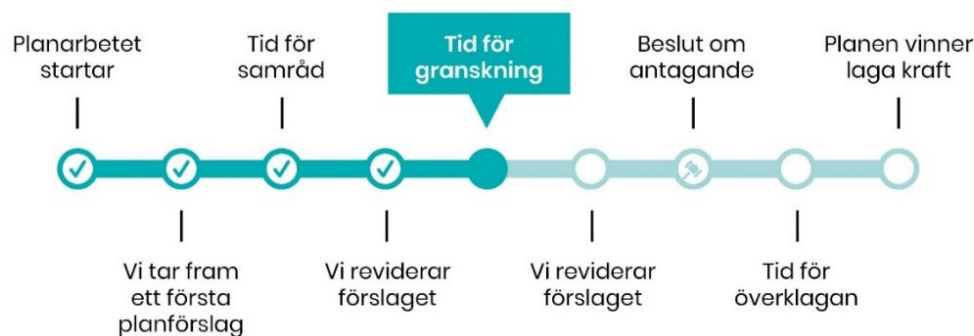 Planarbetet
startar
Tid för
samråd
Tid för
granskning
Beslut om
antagande
Planen vinner
laga kraft
Vi tar fram
ett första
planförslag
Vi reviderar
förslaget
Vi reviderar
förslaget
Tid för
överklagan